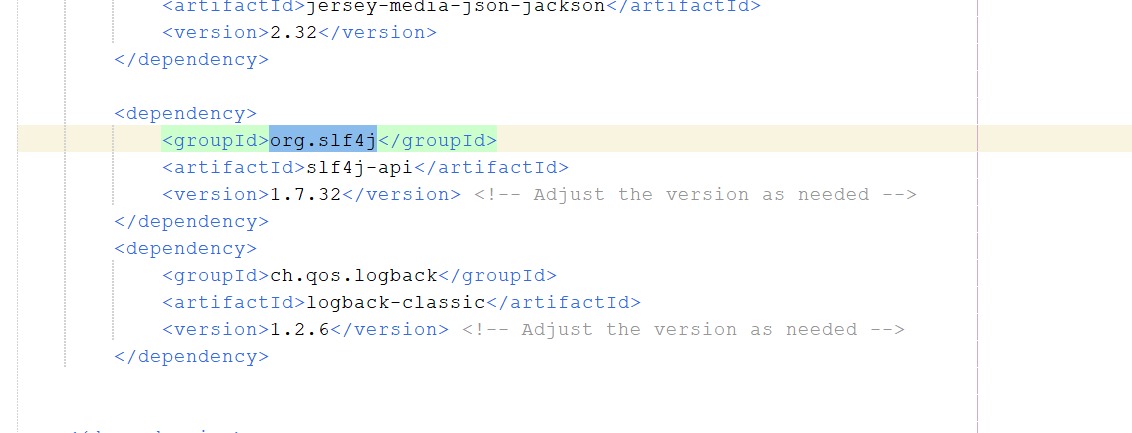 <artifactId>jersey-media-json-jackson</artifactId>
<version>2.32</version>
</dependency>
<dependency>
<groupId>org.slf4j</groupId>
<artifactId>slf4j-api</artifactId>
<version>1.7.32</version> <!-- Adjust the version as needed -->
</dependency>
<dependency>
<groupId>ch.qos.logback</groupId>
<artifactId>logback-classic</artifactId>
<version>1.2.6</version> <!-- Adjust the version as needed -->
</dependency>